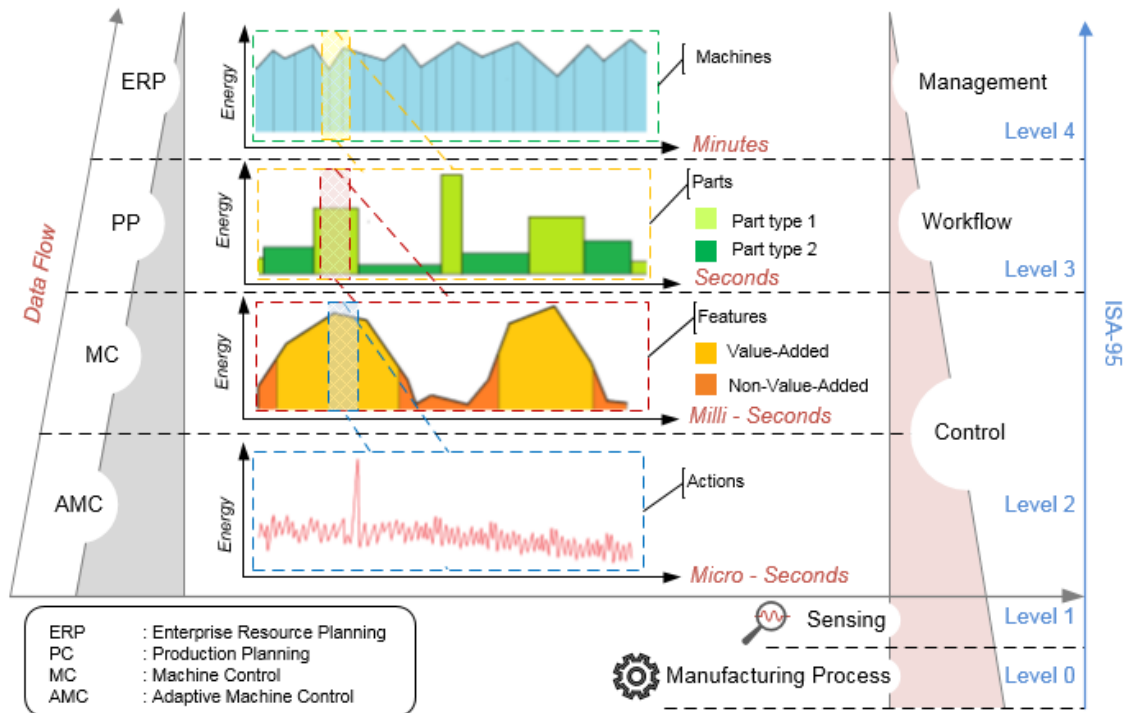 ERP
Energy
Machines
Minutes
Management
Level 4
Data Flow
PP
Energy
Parts
Part type 1
Part type 2
Seconds
Workflow
Level 3
MC
Energy
Features
Value-Added
Non-Value-Added
Milli - Seconds
ISA-95
Control
AMC
Energy
Actions
Micro - Seconds
Level 2
Sensing
Level 1
Manufacturing Process
Level 0
ERP : Enterprise Resource Planning
PC : Production Planning
MC : Machine Control
AMC : Adaptive Machine Control